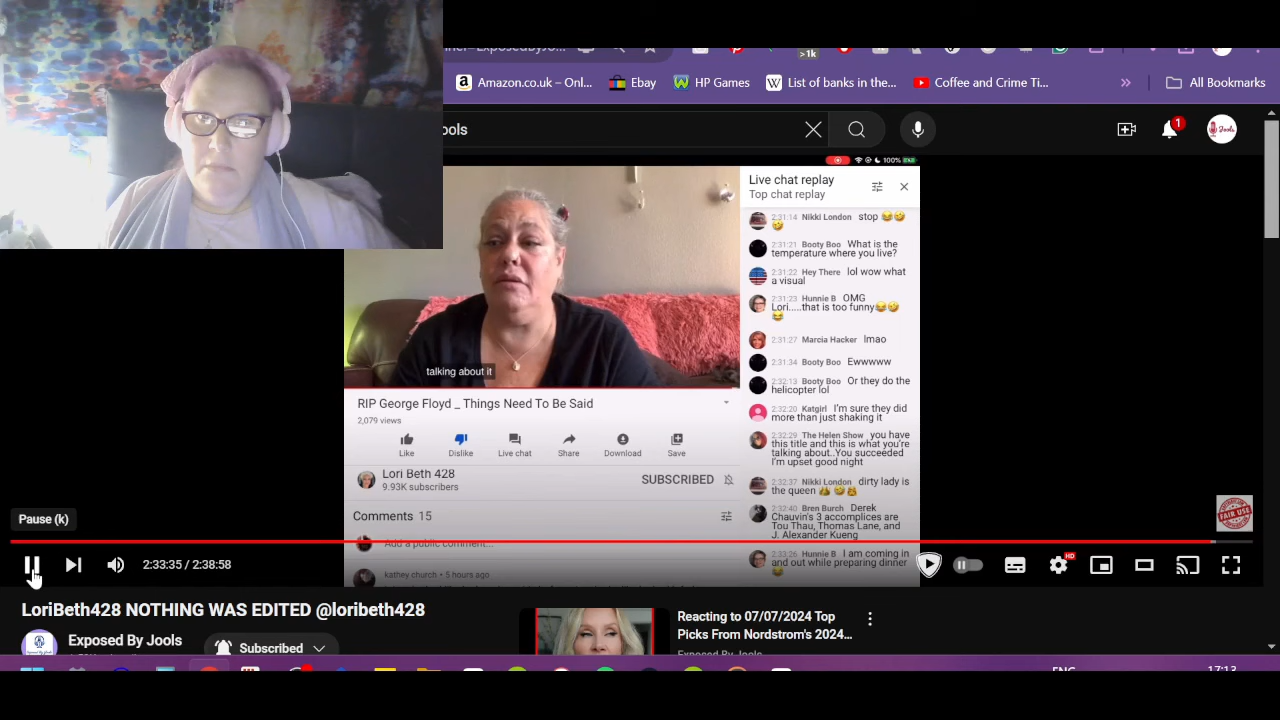 >1k
Amazon.co.uk – Onl...
Ebay
HP Games
List of banks in the...
Coffee and Crime Ti...
»
All Bookmarks
ools
1
Jools
100%
Live chat replay
Top chat replay
2:31:14 Nikki London stop 😂🤣
🤣
2:31:21 Booty Boo What is the
temperature where you live?
2:31:22 Hey There lol wow what
a visual
2:31:23 Hunnie B OMG
Lori.....that is too funny😂🤣
😂
2:31:27 Marcia Hacker lmao
2:31:34 Booty Boo Ewwwww
2:32:13 Booty Boo Or they do the
helicopter lol
2:32:20 Katgirl I'm sure they did
more than just shaking it
2:32:29 The Helen Show you have
this title and this is what you're
talking about..You succeeded
I'm upset good night
2:32:37 Nikki London dirty lady is
the queen
2:32:40 Bren Burch Derek
Chauvin's 3 accomplices are
Tou Thau, Thomas Lane, and
J. Alexander Kueng
2:33:26 Hunnie B I am coming in
and out while preparing dinner
😂
talking about it
RIP George Floyd _ Things Need To Be Said
2,079 views
Like
Dislike
Live chat
Share
Download
Save
Lori Beth 428
9.93K subscribers
SUBSCRIBED
Comments 15
Add a public comment...
kathey church • 5 hours ago
FAIR USE
Pause (k)
2:33:35 / 2:38:58
HD
LoriBeth428 NOTHING WAS EDITED @loribeth428
Exposed By Jools
Subscribed
Reacting to 07/07/2024 Top
Picks From Nordstrom's 2024...
Exposed By Jools
ENG
17:13